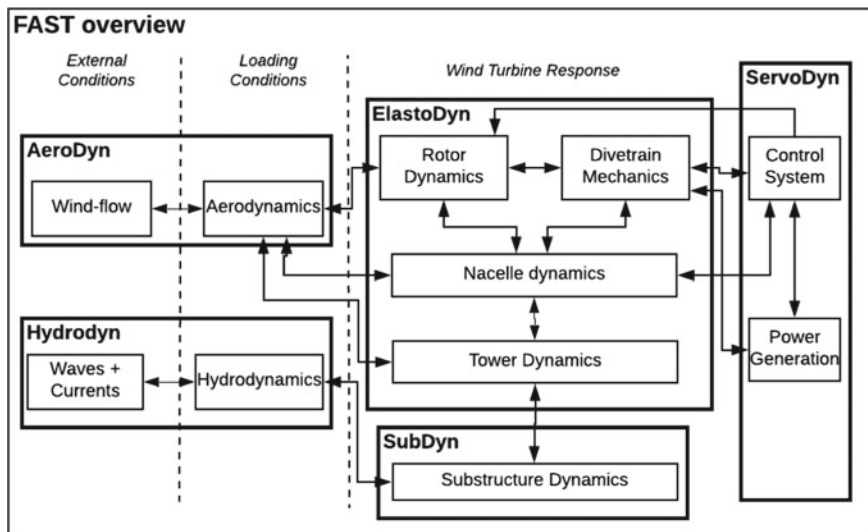 FAST overview
External
Conditions
Loading
Conditions
Wind Turbine Response
ServoDyn
ElastoDyn
AeroDyn
Rotor
Dynamics
Divetrain
Mechanics
Control
System
Wind-flow
Aerodynamics
Nacelle dynamics
Hydrodyn
Waves +
Currents
Hydrodynamics
Tower Dynamics
Power
Generation
SubDyn
Substructure Dynamics